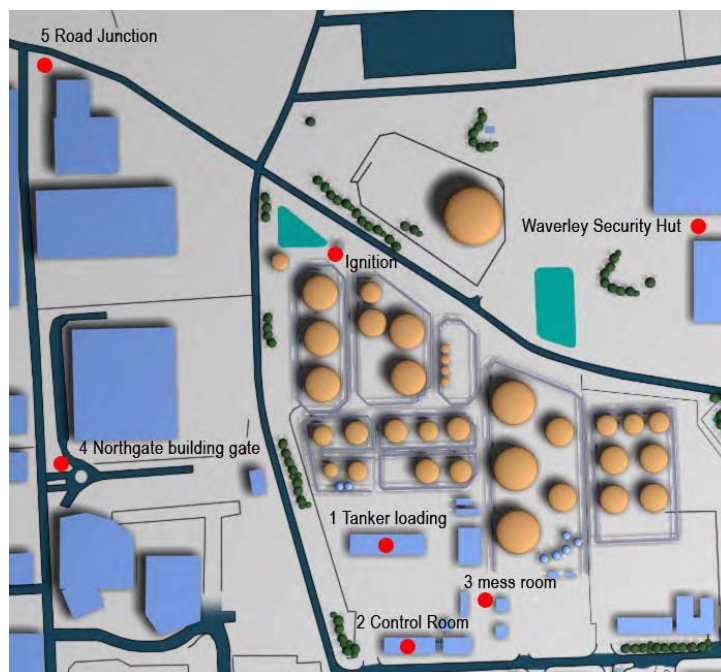 5 Road Junction
Waverley Security Hut
Ignition
4 Northgate building gate
1 Tanker loading
3 mess room
2 Control Room